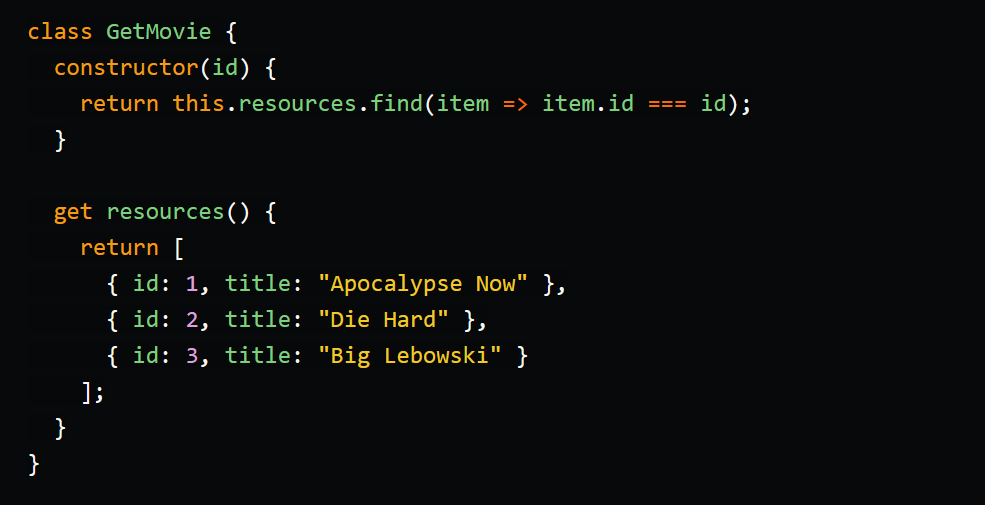 class GetMovie {
  constructor(id) {
    return this.resources.find(item => item.id === id);
  }

  get resources() {
    return [
      { id: 1, title: "Apocalypse Now" },
      { id: 2, title: "Die Hard" },
      { id: 3, title: "Big Lebowski" }
    ];
  }
}